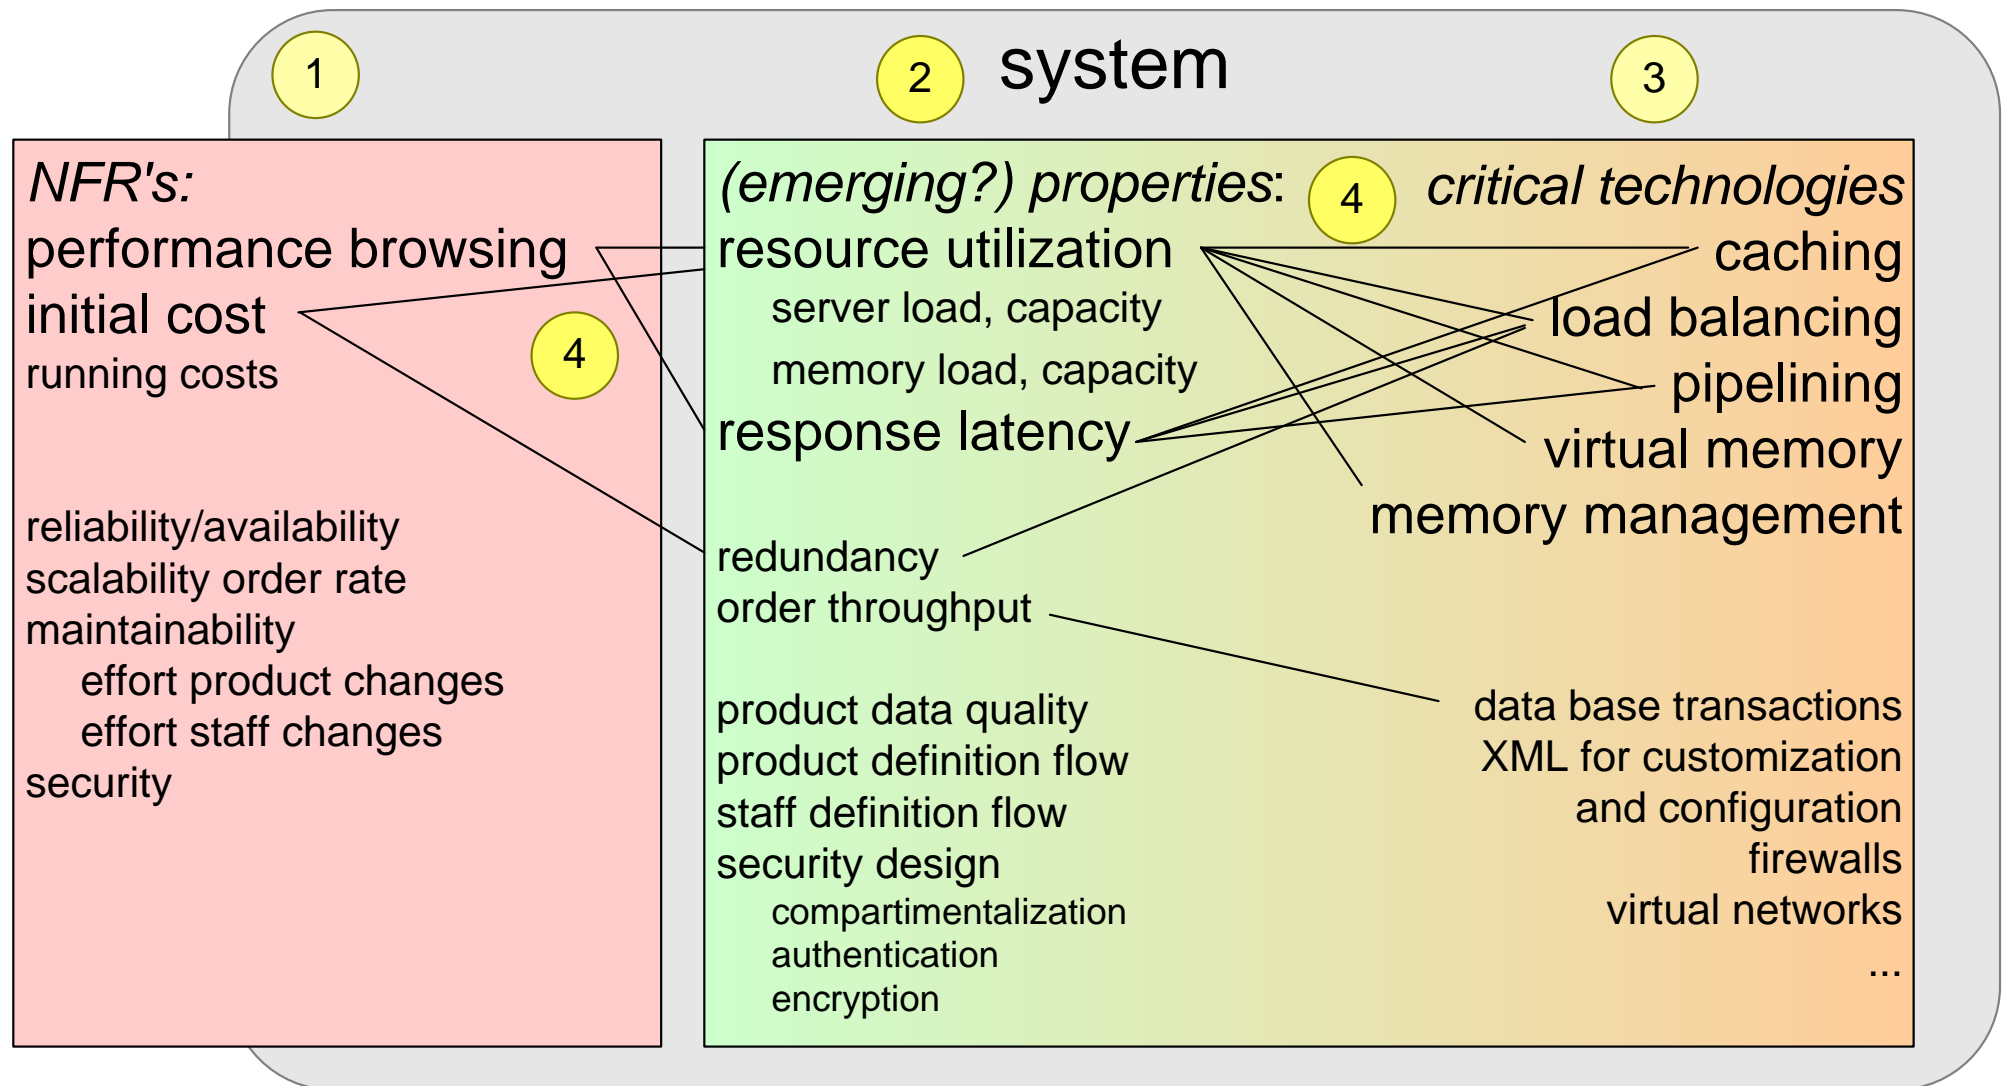 1
2
system
3
NFR's:
performance browsing
initial cost
running costs
4
reliability/availability
scalability order rate
maintainability
effort product changes
effort staff changes
security
(emerging?) properties:
resource utilization
server load, capacity
memory load, capacity
response latency
redundancy
order throughput
product data quality
product definition flow
staff definition flow
security design
compartimentalization
authentication
encryption
4
critical technologies
caching
load balancing
pipelining
virtual memory
memory management
data base transactions
XML for customization
and configuration
firewalls
virtual networks
...